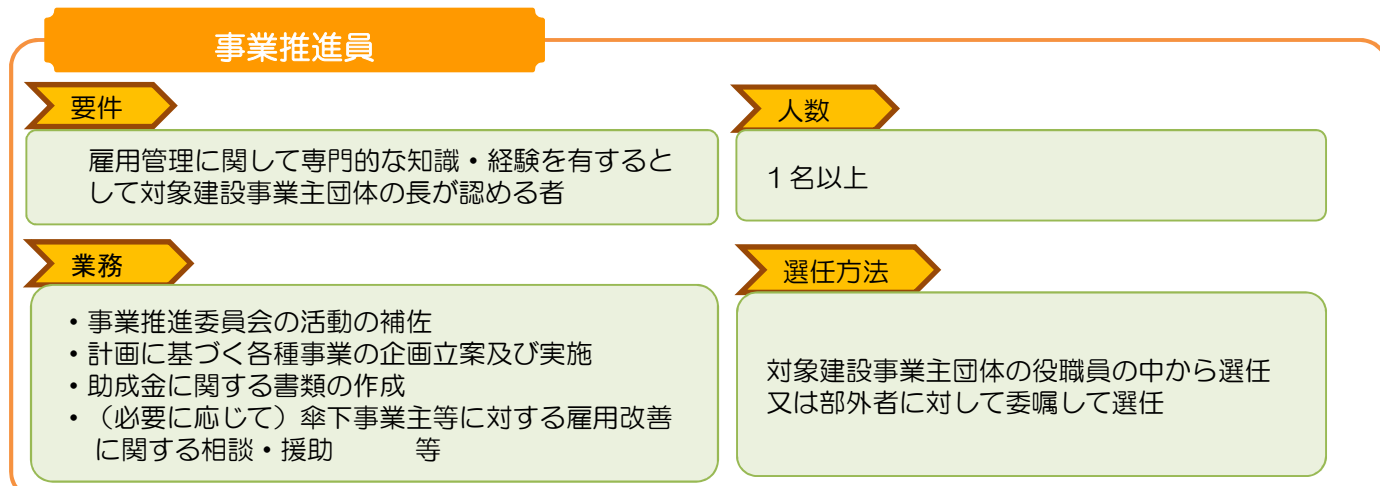 事業推進員
要件
雇用管理に関して専門的な知識・経験を有すると
して対象建設事業主団体の長が認める者
人数
1名以上
業務
・事業推進委員会の活動の補佐
・計画に基づく各種事業の企画立案及び実施
・助成金に関する書類の作成
・（必要に応じて）傘下事業主等に対する雇用改善
に関する相談・援助　　　等
選任方法
対象建設事業主団体の役職員の中から選任
又は部外者に対して委嘱して選任